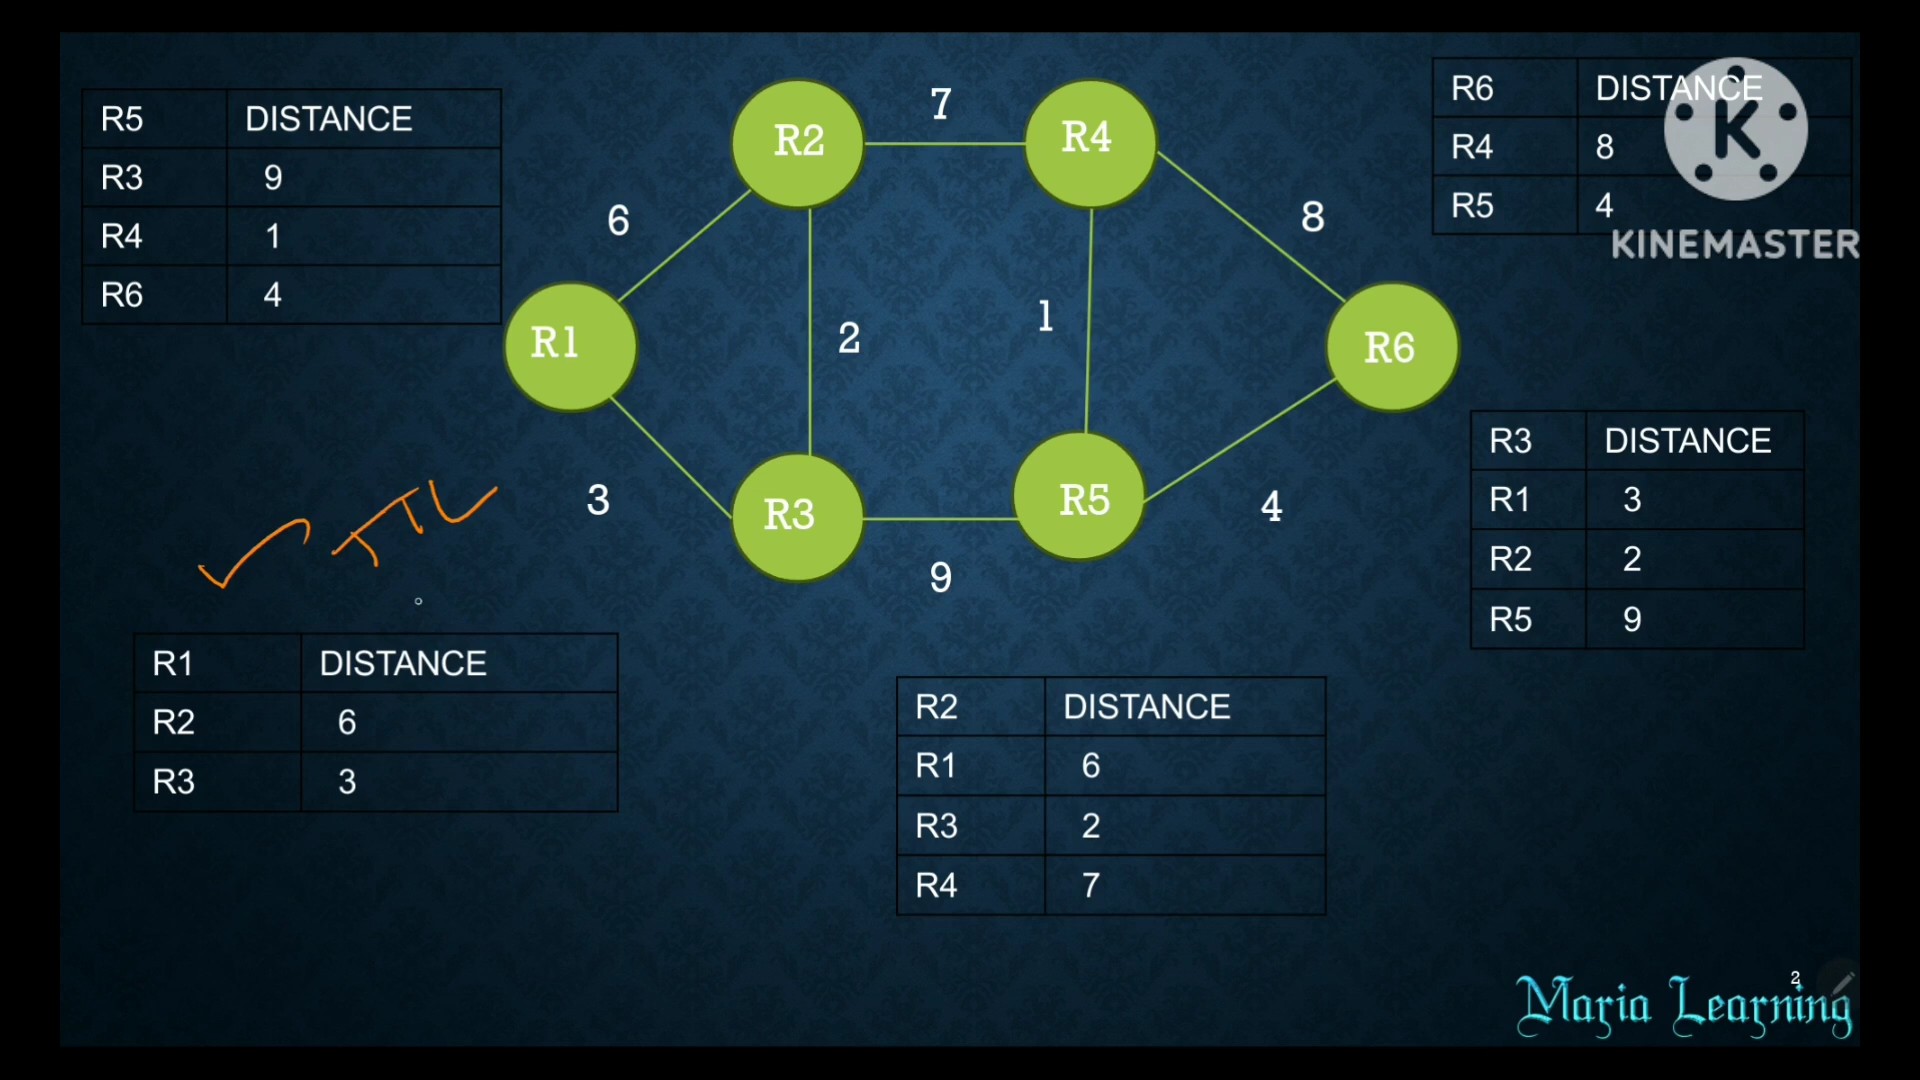 R5 DISTANCE
R3 9
R4 1
R6 4
R2
7
R4
6
8
R1
2
1
R6
3
R3
R5
4
9
R6 DISTANCE
R4 8
R5 4
K
KINEMASTER
TTL
R3 DISTANCE
R1 3
R2 2
R5 9
R1 DISTANCE
R2 6
R3 3
R2 DISTANCE
R1 6
R3 2
R4 7
2
Maria Learning